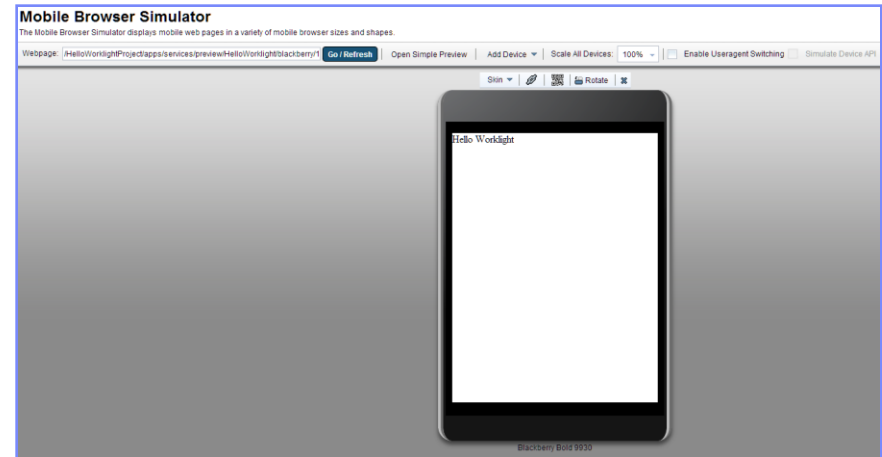 Mobile Browser Simulator
The Mobile Browser Simulator displays mobile web pages in a variety of mobile browser sizes and shapes.
Webpage: /HelloWorklightProject/apps/services/preview/HelloWorklight/blackberry/1 Go / Refresh Open Simple Preview Add Device Scale All Devices: 100% Enable Useragent Switching Simulate Device API
Skin Rotate
Hello Worklight
Blackberry Bold 9930